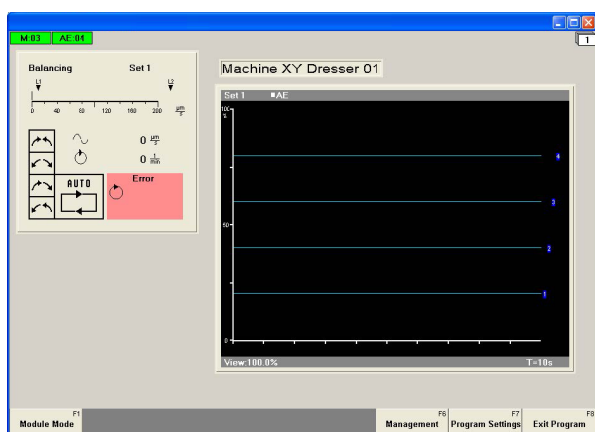 M:03 AE:04
1
Balancing Set 1
L1 L2
0 40 80 120 160 200 µm/s
0 µm/s
0 1/min
AUTO
Error
Machine XY Dresser 01
Set 1 ■AE
100
%
4
3
50
2
1
0
View:100.0% T=10s
F1 F6 F7 F8
Module Mode Management Program Settings Exit Program